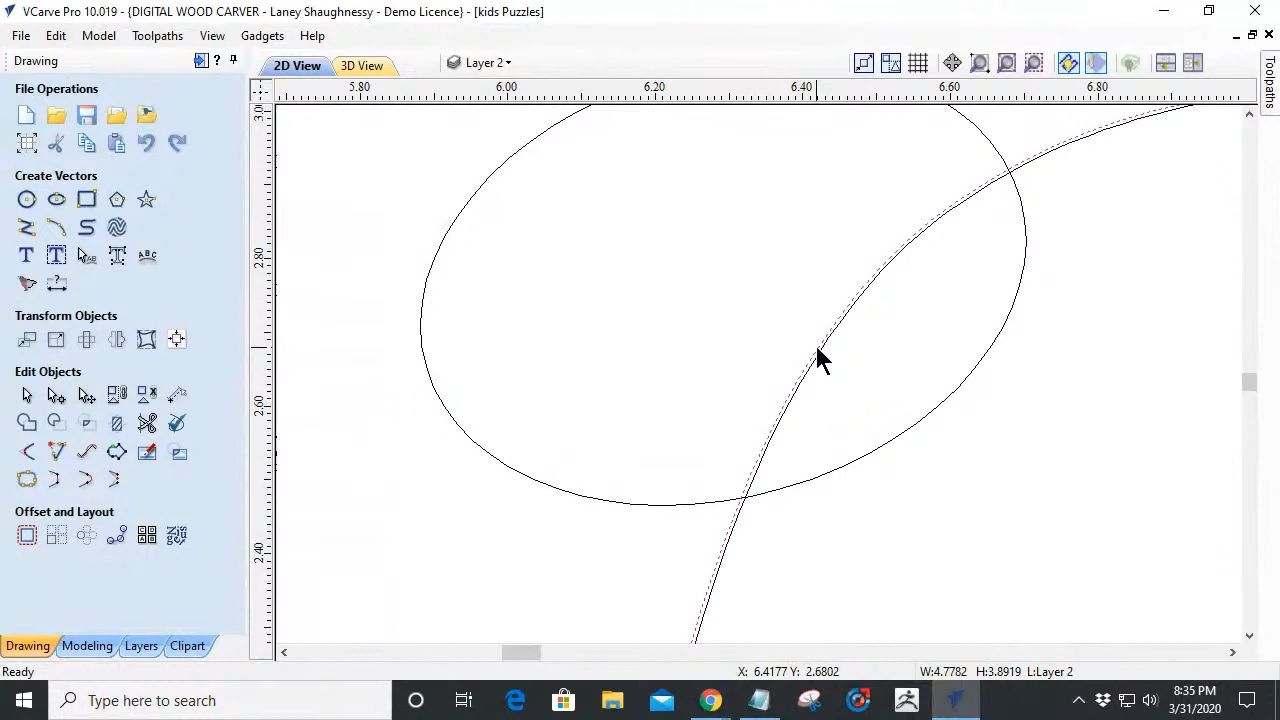 VCarve Pro 10.019 - {DIGITAL WOOD CARVER - Laney Shaughnessy - Demo Licence} - [kids Puzzles]
File Edit Model Toolpaths View Gadgets Help
Drawing
2D View 3D View Layer 2
Toolpaths
File Operations
5.80 6.00 6.20 6.40 6.60 6.80
3.0
Create Vectors
2.80
Transform Objects
Edit Objects
2.60
Offset and Layout
2.40
Drawing Modeling Layers Clipart
Ready X: 6.4177 Y: 2.6802 W:4.7782 H:3.8919 L:Layer 2
Type here to search
8:35 PM
3/31/2020